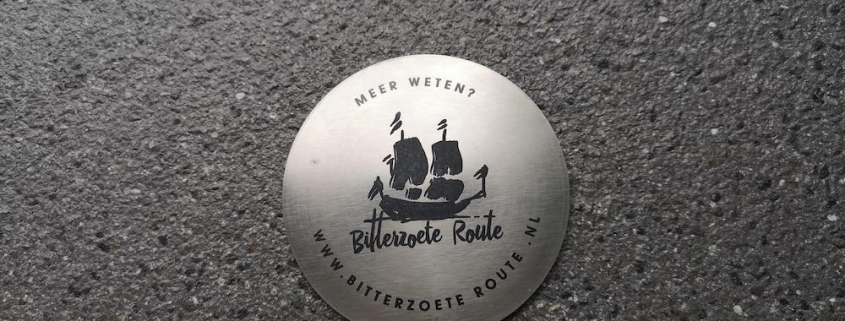 MEER WETEN?
Bitterzoete Route
WWW.BITTERZOETE ROUTE .NL